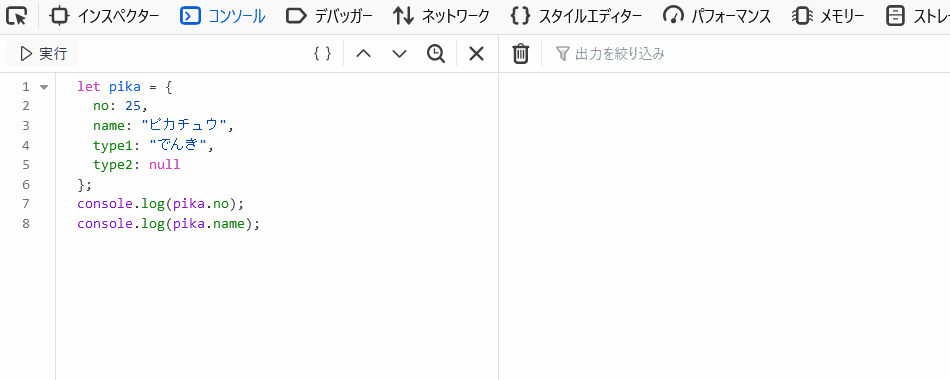 インスペクター コンソール デバッガー ネットワーク スタイルエディター パフォーマンス メモリー ストレ
実行 { } 出力を絞り込み
1 let pika = {
2 no: 25,
3 name: "ピカチュウ",
4 type1: "でんき",
5 type2: null
6 };
7 console.log(pika.no);
8 console.log(pika.name);